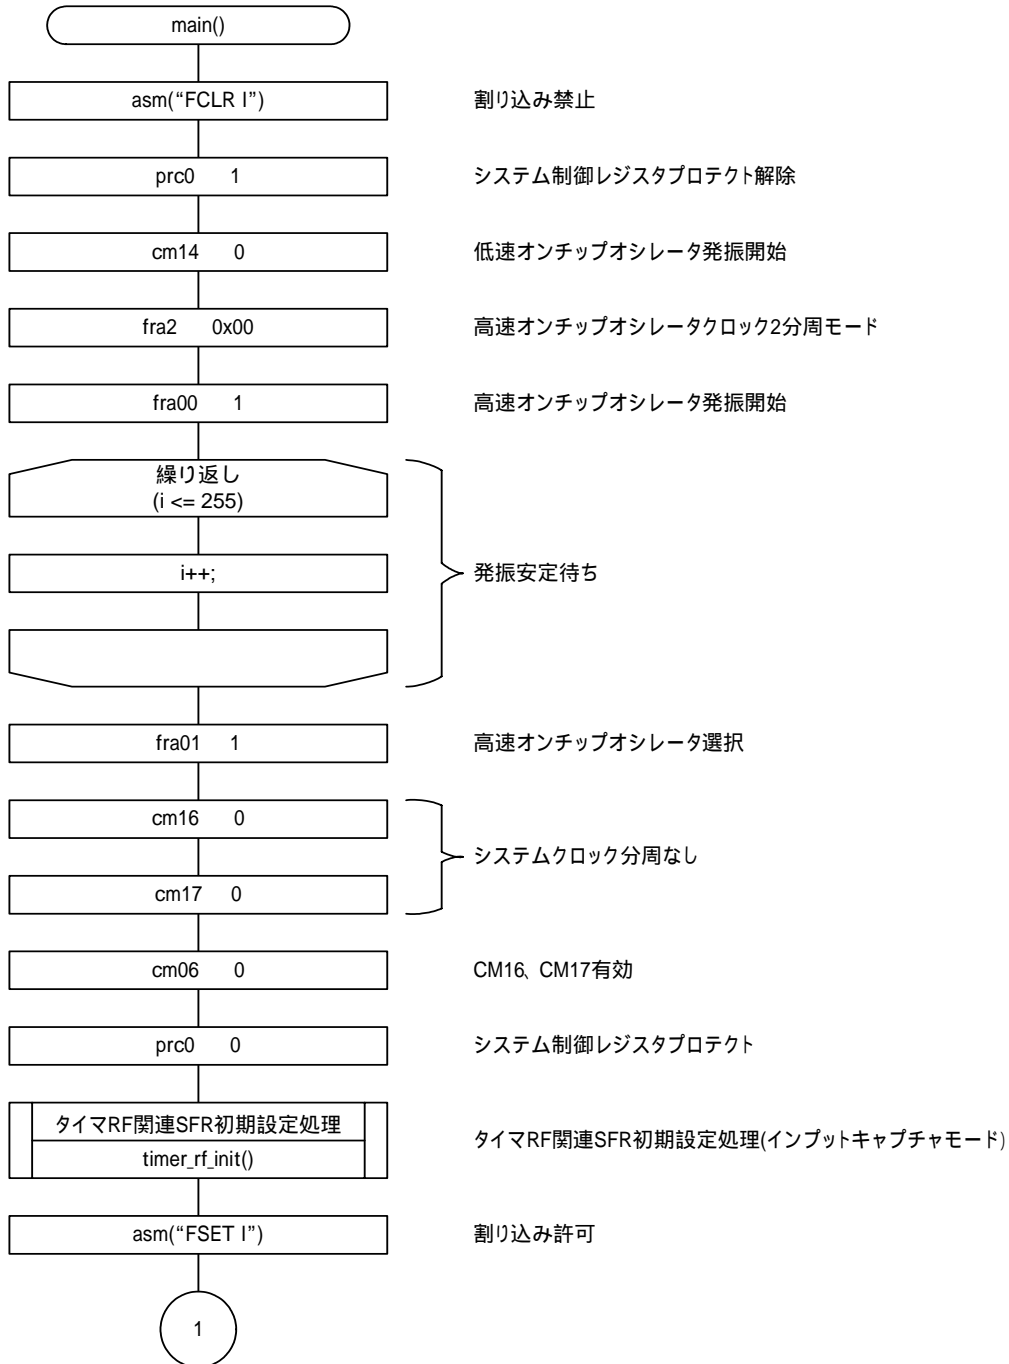 main()
asm(“FCLR I”)
割り込み禁止
prc0 1
システム制御レジスタプロテクト解除
cm14 0
低速オンチップオシレータ発振開始
fra2 0x00
高速オンチップオシレータクロック2分周モード
fra00 1
高速オンチップオシレータ発振開始
繰り返し
(i <= 255)
i++;
発振安定待ち
fra01 1
高速オンチップオシレータ選択
cm16 0
システムクロック分周なし
cm17 0
cm06 0
CM16、CM17有効
prc0 0
システム制御レジスタプロテクト
タイマRF関連SFR初期設定処理
timer_rf_init()
タイマRF関連SFR初期設定処理(インプットキャプチャモード)
asm(“FSET I”)
割り込み許可
1